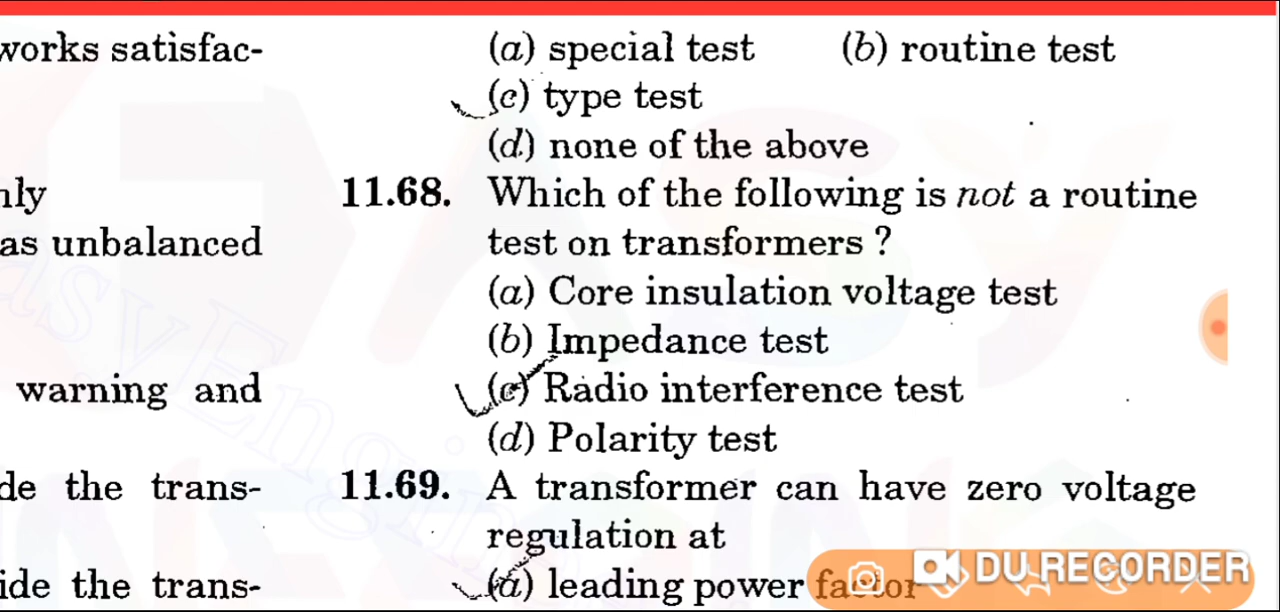 works satisfac-
nly
as unbalanced
warning and
de the trans-
ide the trans-
(a) special test (b) routine test
(c) type test
(d) none of the above
11.68. Which of the following is not a routine
test on transformers ?
(a) Core insulation voltage test
(b) Impedance test
(c) Radio interference test
(d) Polarity test
11.69. A transformer can have zero voltage
regulation at
(a) leading power factor
DU RECORDER